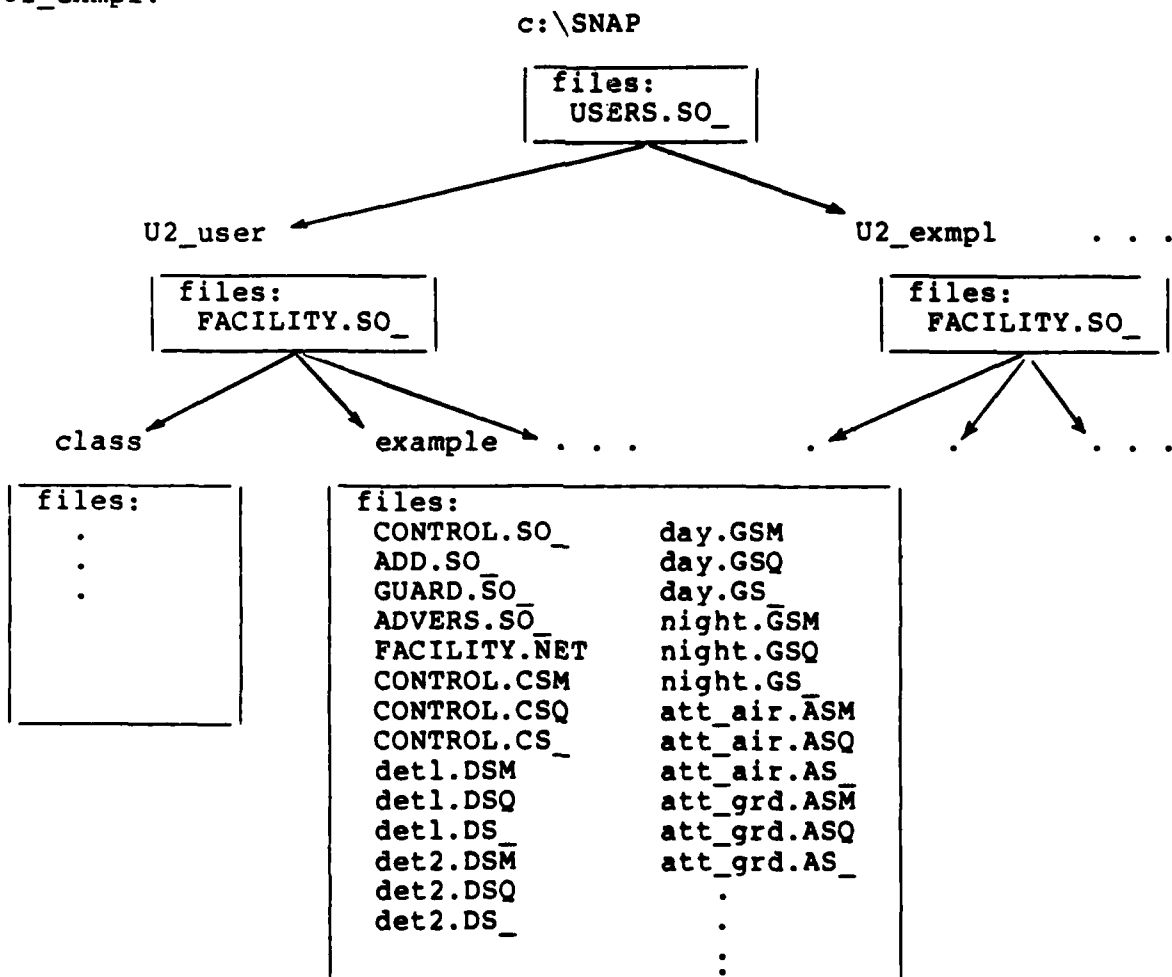 c:\SNAP
files:
USERS.SO_
U2_user
U2_exmpl . . .
files:
FACILITY.SO_
files:
FACILITY.SO_
class
example . . .
. . . . .
files:
.
.
.
files:
CONTROL.SO_
ADD.SO_
GUARD.SO_
ADVERS.SO_
FACILITY.NET
CONTROL.CSM
CONTROL.CSQ
CONTROL.CS_
det1.DSM
det1.DSQ
det1.DS_
det2.DSM
det2.DSQ
det2.DS_
day.GSM
day.GSQ
day.GS_
night.GSM
night.GSQ
night.GS_
att_air.ASM
att_air.ASQ
att_air.AS_
att_grd.ASM
att_grd.ASQ
att_grd.AS_
.
.
.